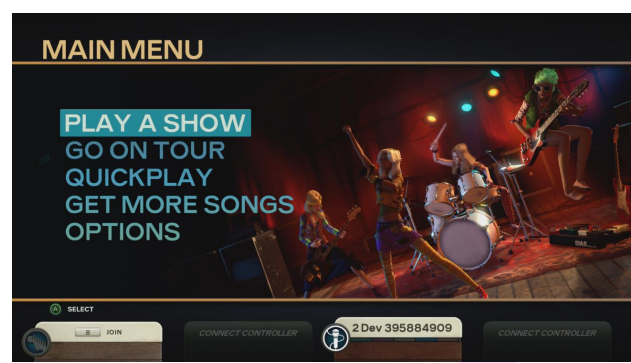 MAIN MENU
PLAY A SHOW
GO ON TOUR
QUICKPLAY
GET MORE SONGS
OPTIONS
A SELECT
JOIN
CONNECT CONTROLLER
2 Dev 395884909
CONNECT CONTROLLER